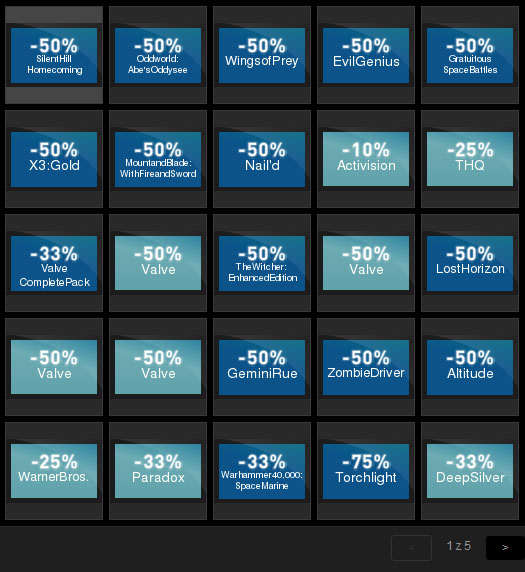 -50%
SilentHill
Homecoming
-50%
Oddworld:
Abe'sOddysee
-50%
WingsofPrey
-50%
EvilGenius
-50%
Gratuitous
SpaceBattles
-50%
X3:Gold
-50%
MountandBlade:
WithFireandSword
-50%
Nail'd
-10%
Activision
-25%
THQ
-33%
Valve
CompletePack
-50%
Valve
-50%
TheWitcher:
EnhancedEdition
-50%
Valve
-50%
LostHorizon
-50%
Valve
-50%
Valve
-50%
GeminiRue
-50%
ZombieDriver
-50%
Altitude
-25%
WarnerBros.
-33%
Paradox
-33%
Warhammer40,000:
SpaceMarine
-75%
Torchlight
-33%
DeepSilver
< 1 z 5 >